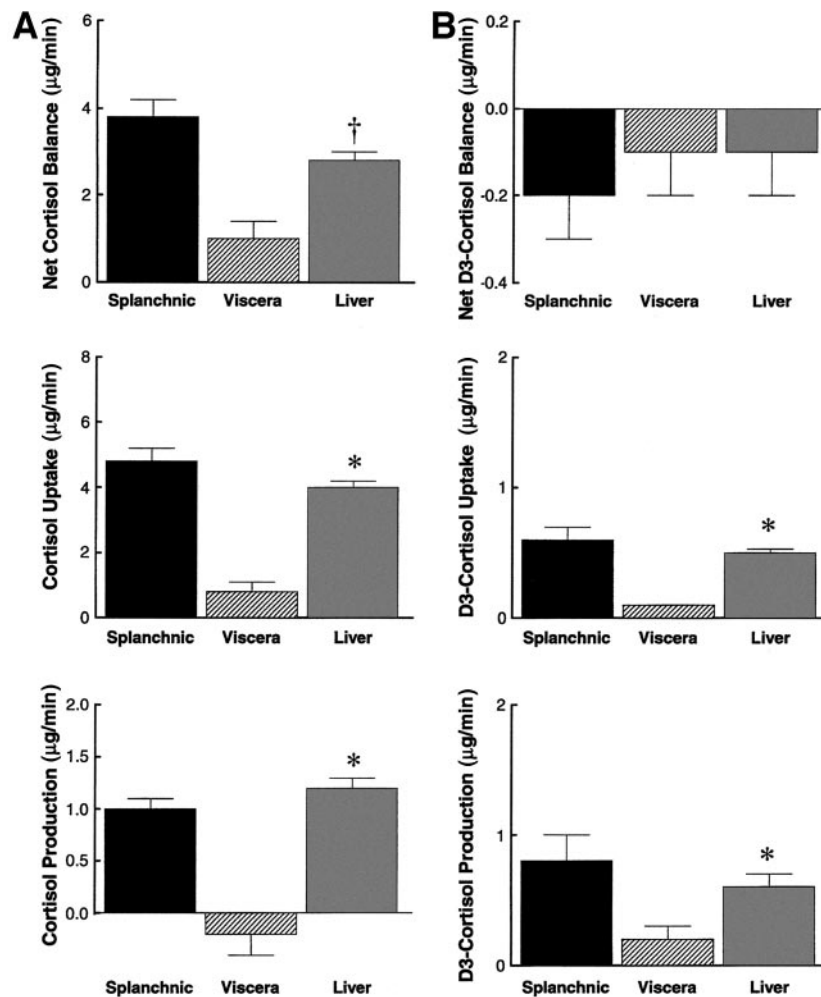 A
Net Cortisol Balance (µg/min)
6
4
2
0
†
Splanchnic Viscera Liver
B
Net D3-Cortisol Balance (µg/min)
0.2
0.0
-0.2
-0.4
Splanchnic Viscera Liver
Cortisol Uptake (µg/min)
8
6
4
2
0
*
Splanchnic Viscera Liver
D3-Cortisol Uptake (µg/min)
2
1
0
*
Splanchnic Viscera Liver
Cortisol Production (µg/min)
2.0
1.5
1.0
0.5
0.0
*
Splanchnic Viscera Liver
D3-Cortisol Production (µg/min)
2
1
0
*
Splanchnic Viscera Liver